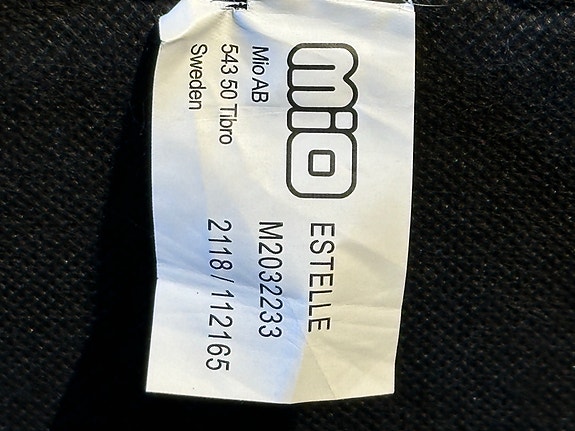 mio
Mio AB
543 50 Tibro
Sweden
ESTELLE
M2032233
2118 / 112165